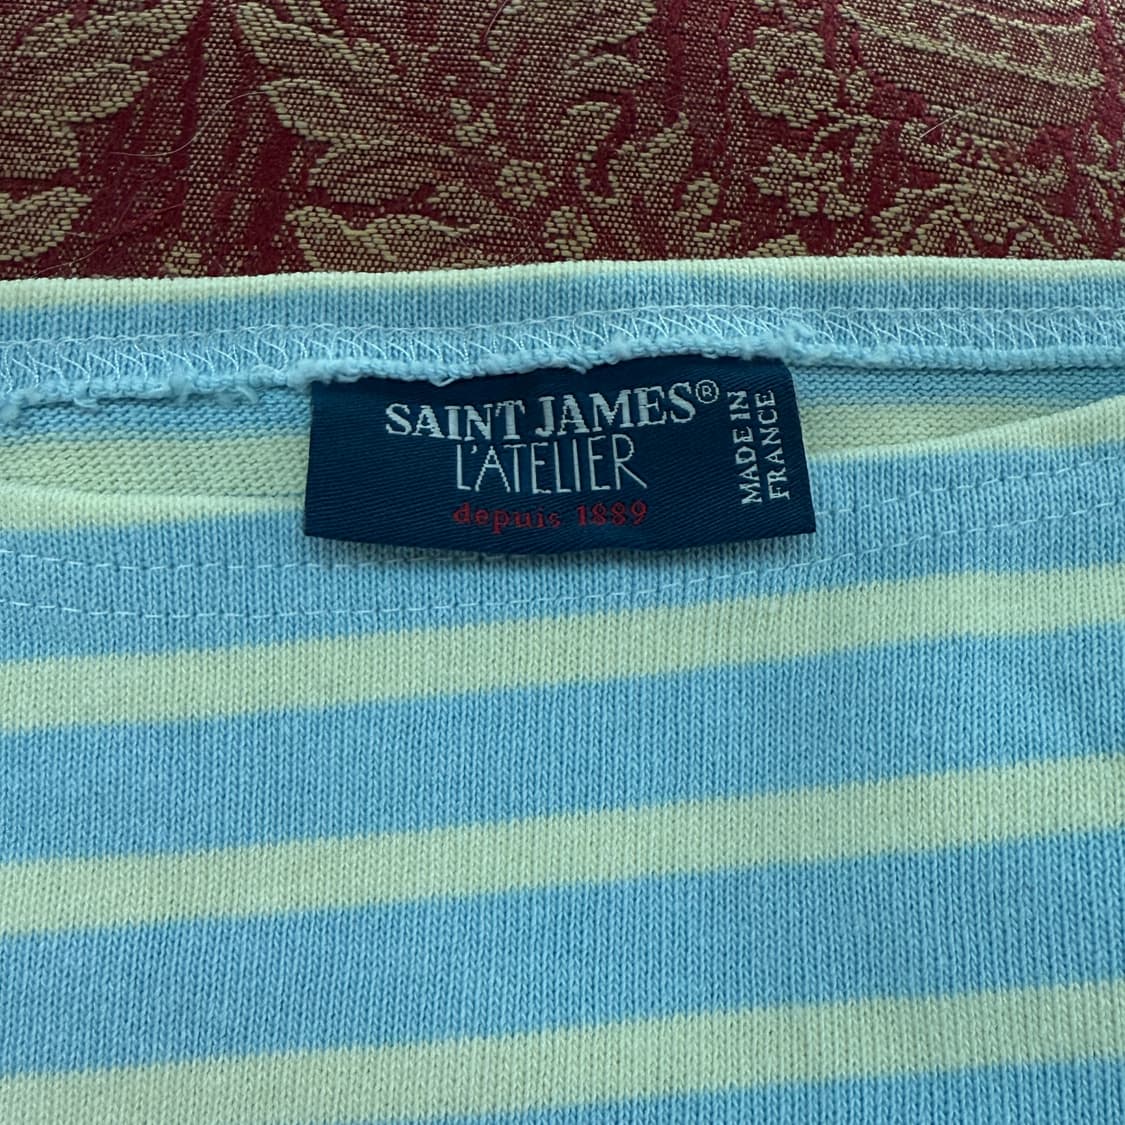 SAINT JAMES®
L'ATELIER
depuis 1889
MADE IN
FRANCE